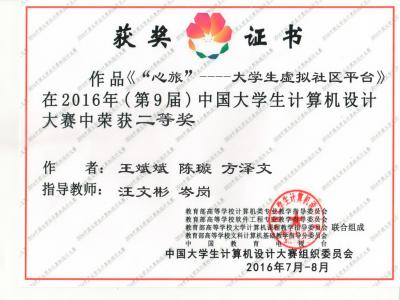 获奖证书
作品《“心旅”----大学生虚拟社区平台》
在2016年(第9届)中国大学生计算机设计
大赛中荣获二等奖
作 者：王斌斌 陈璇 方泽文
指导教师：汪文彬 岑岗
教育部高等学校计算机类专业教学指导委员会
教育部高等学校软件工程专业教学指导委员会
教育部高等学校大学计算机课程教学指导委员会 联合组成
教育部高等学校文科计算机基础教学指导分委员会
中国教育电视台
中国大学生计算机设计大赛组织委员会
2016年7月-8月